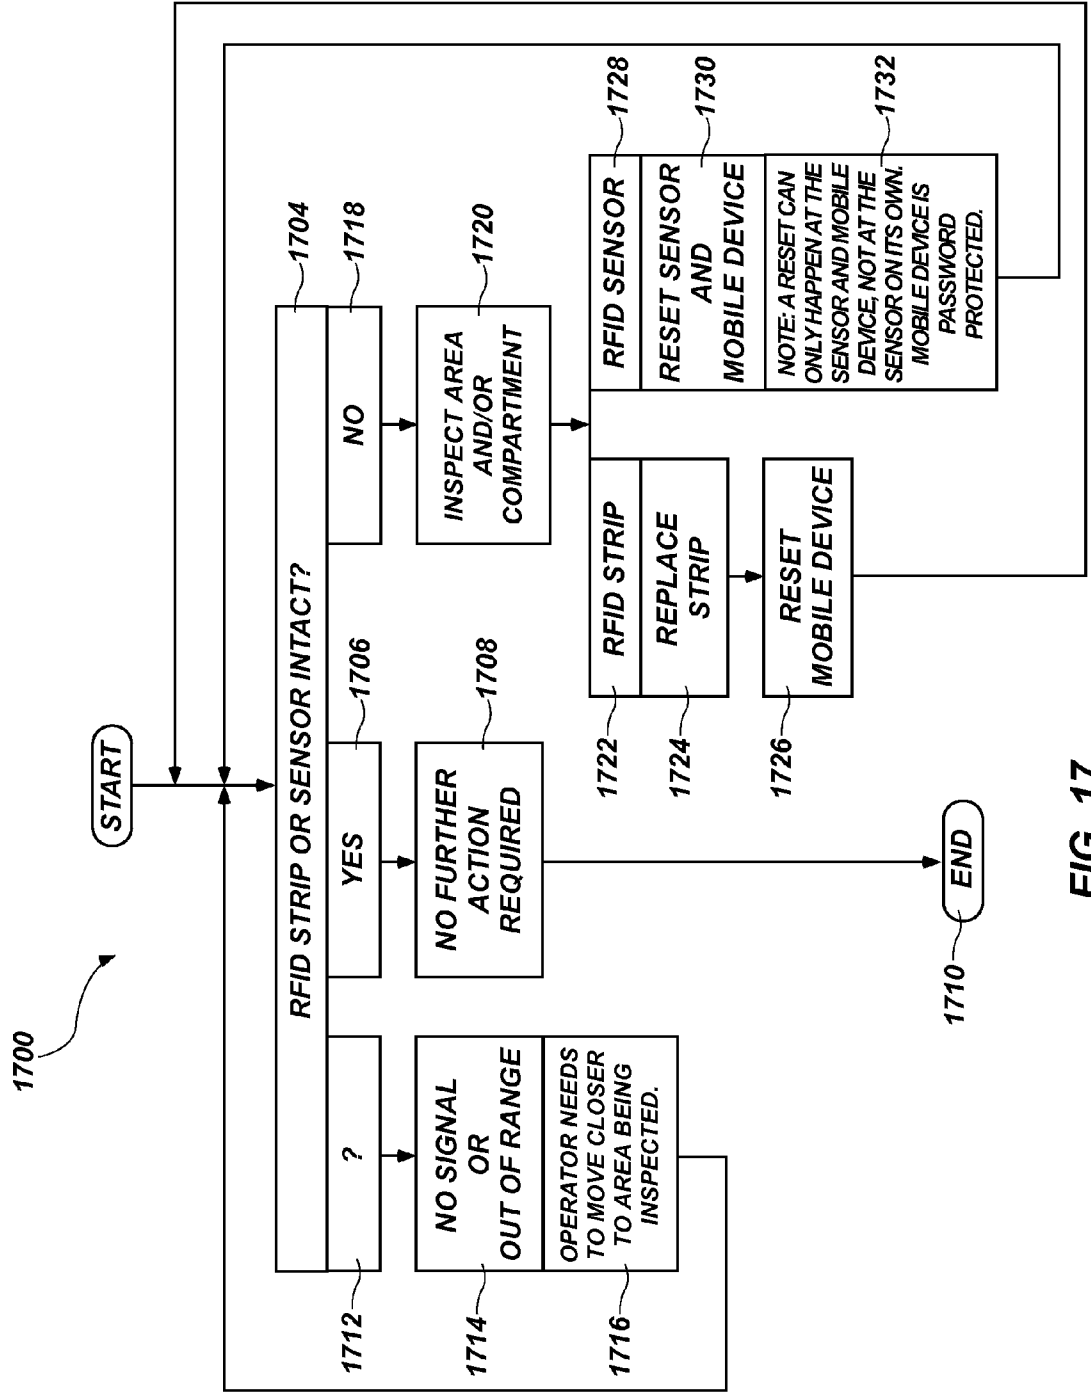 1700
START
RFID STRIP OR SENSOR INTACT?
1704
?
1712
YES
1706
NO
1718
NO SIGNAL
OR
OUT OF RANGE
1714
OPERATOR NEEDS
TO MOVE CLOSER
TO AREA BEING
INSPECTED.
1716
NO FURTHER
ACTION
REQUIRED
1708
END
1710
INSPECT AREA
AND/OR
COMPARTMENT
1720
RFID STRIP
1722
REPLACE
STRIP
1724
RESET
MOBILE DEVICE
1726
RFID SENSOR
1728
RESET SENSOR
AND
MOBILE DEVICE
1730
NOTE: A RESET CAN
ONLY HAPPEN AT THE
SENSOR AND MOBILE
DEVICE, NOT AT THE
SENSOR ON ITS OWN.
MOBILE DEVICE IS
PASSWORD
PROTECTED.
1732
FIG. 17